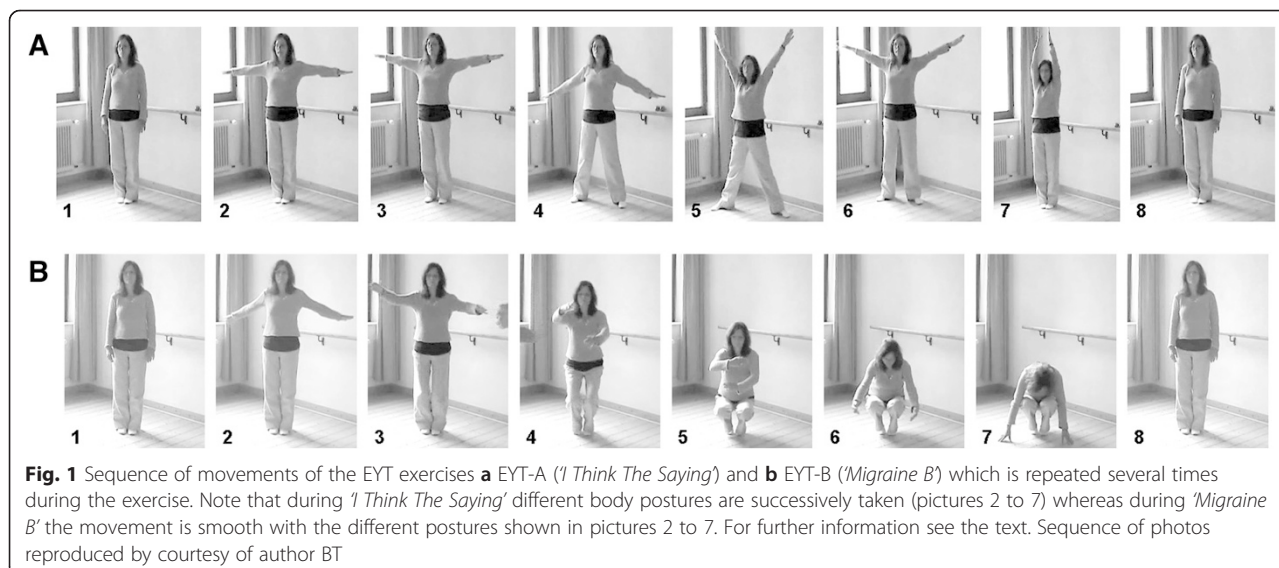 A
1 2 3 4 5 6 7 8
B
1 2 3 4 5 6 7 8
Fig. 1 Sequence of movements of the EYT exercises a EYT-A ('I Think The Saying') and b EYT-B ('Migraine B') which is repeated several times
during the exercise. Note that during 'I Think The Saying' different body postures are successively taken (pictures 2 to 7) whereas during 'Migraine
B' the movement is smooth with the different postures shown in pictures 2 to 7. For further information see the text. Sequence of photos
reproduced by courtesy of author BT